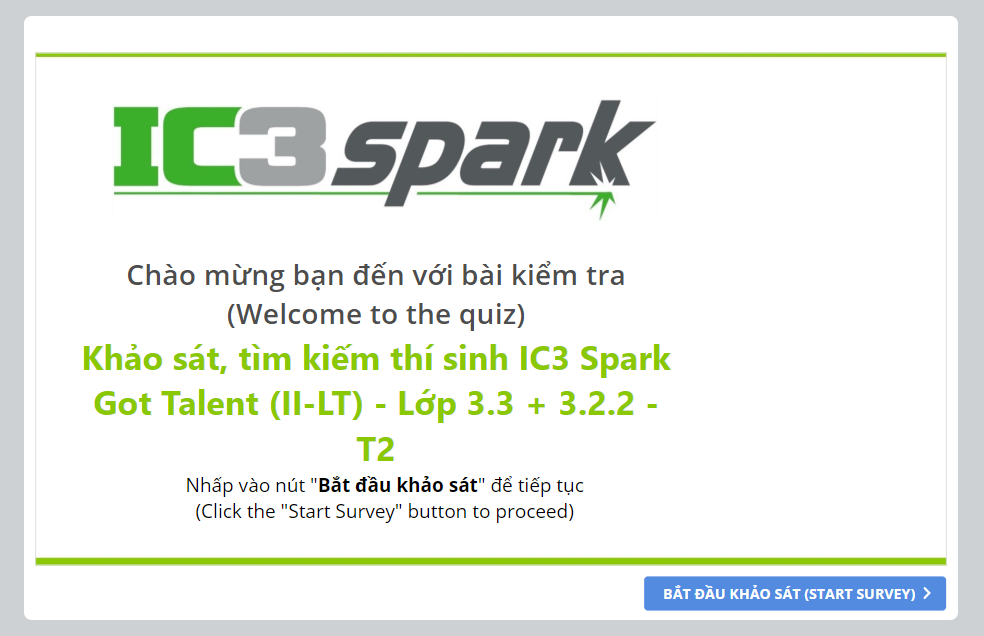 IC3 spark
Chào mừng bạn đến với bài kiểm tra
(Welcome to the quiz)
Khảo sát, tìm kiếm thí sinh IC3 Spark
Got Talent (II-LT) - Lớp 3.3 + 3.2.2 -
T2
Nhấp vào nút "Bắt đầu khảo sát" để tiếp tục
(Click the "Start Survey" button to proceed)
BẮT ĐẦU KHẢO SÁT (START SURVEY)